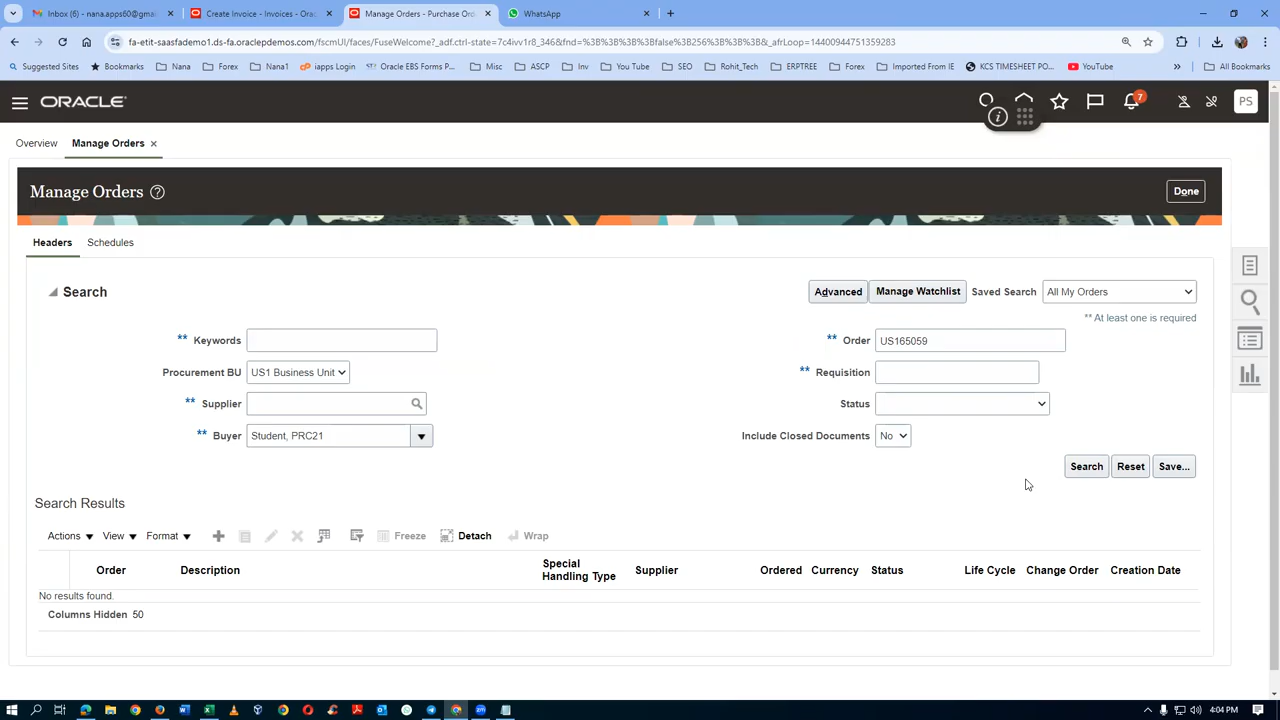 Inbox (6) - nana.apps60@gmai
Create Invoice - Invoices - Orac
Manage Orders - Purchase Ord
WhatsApp
fa-etit-saasfademo1.ds-fa.oraclepdemos.com/fscmUI/faces/FuseWelcome?_adf.ctrl-state=7c4ivv1r8_346&fnd=%3B%3B%3B%3Bfalse%3B256%3B%3B%3B&_afrLoop=14400944751359283
Suggested Sites
Bookmarks
Nana
Forex
Nana1
iapps Login
Oracle EBS Forms P...
Misc
ASCP
Inv
You Tube
SEO
Rohit_Tech
ERPTREE
Forex
Imported From IE
KCS TIMESHEET PO...
YouTube
»
All Bookmarks
ORACLE
7
PS
Overview
Manage Orders
Manage Orders
Done
Headers
Schedules
Search
Advanced
Manage Watchlist
Saved Search
All My Orders
** At least one is required
** Keywords
** Order
US165059
Procurement BU
US1 Business Unit
** Requisition
** Supplier
Status
** Buyer
Student, PRC21
Include Closed Documents
No
Search
Reset
Save...
Search Results
Actions
View
Format
Freeze
Detach
Wrap
Order
Description
Special
Handling Type
Supplier
Ordered
Currency
Status
Life Cycle
Change Order
Creation Date
No results found.
Columns Hidden 50
4:04 PM